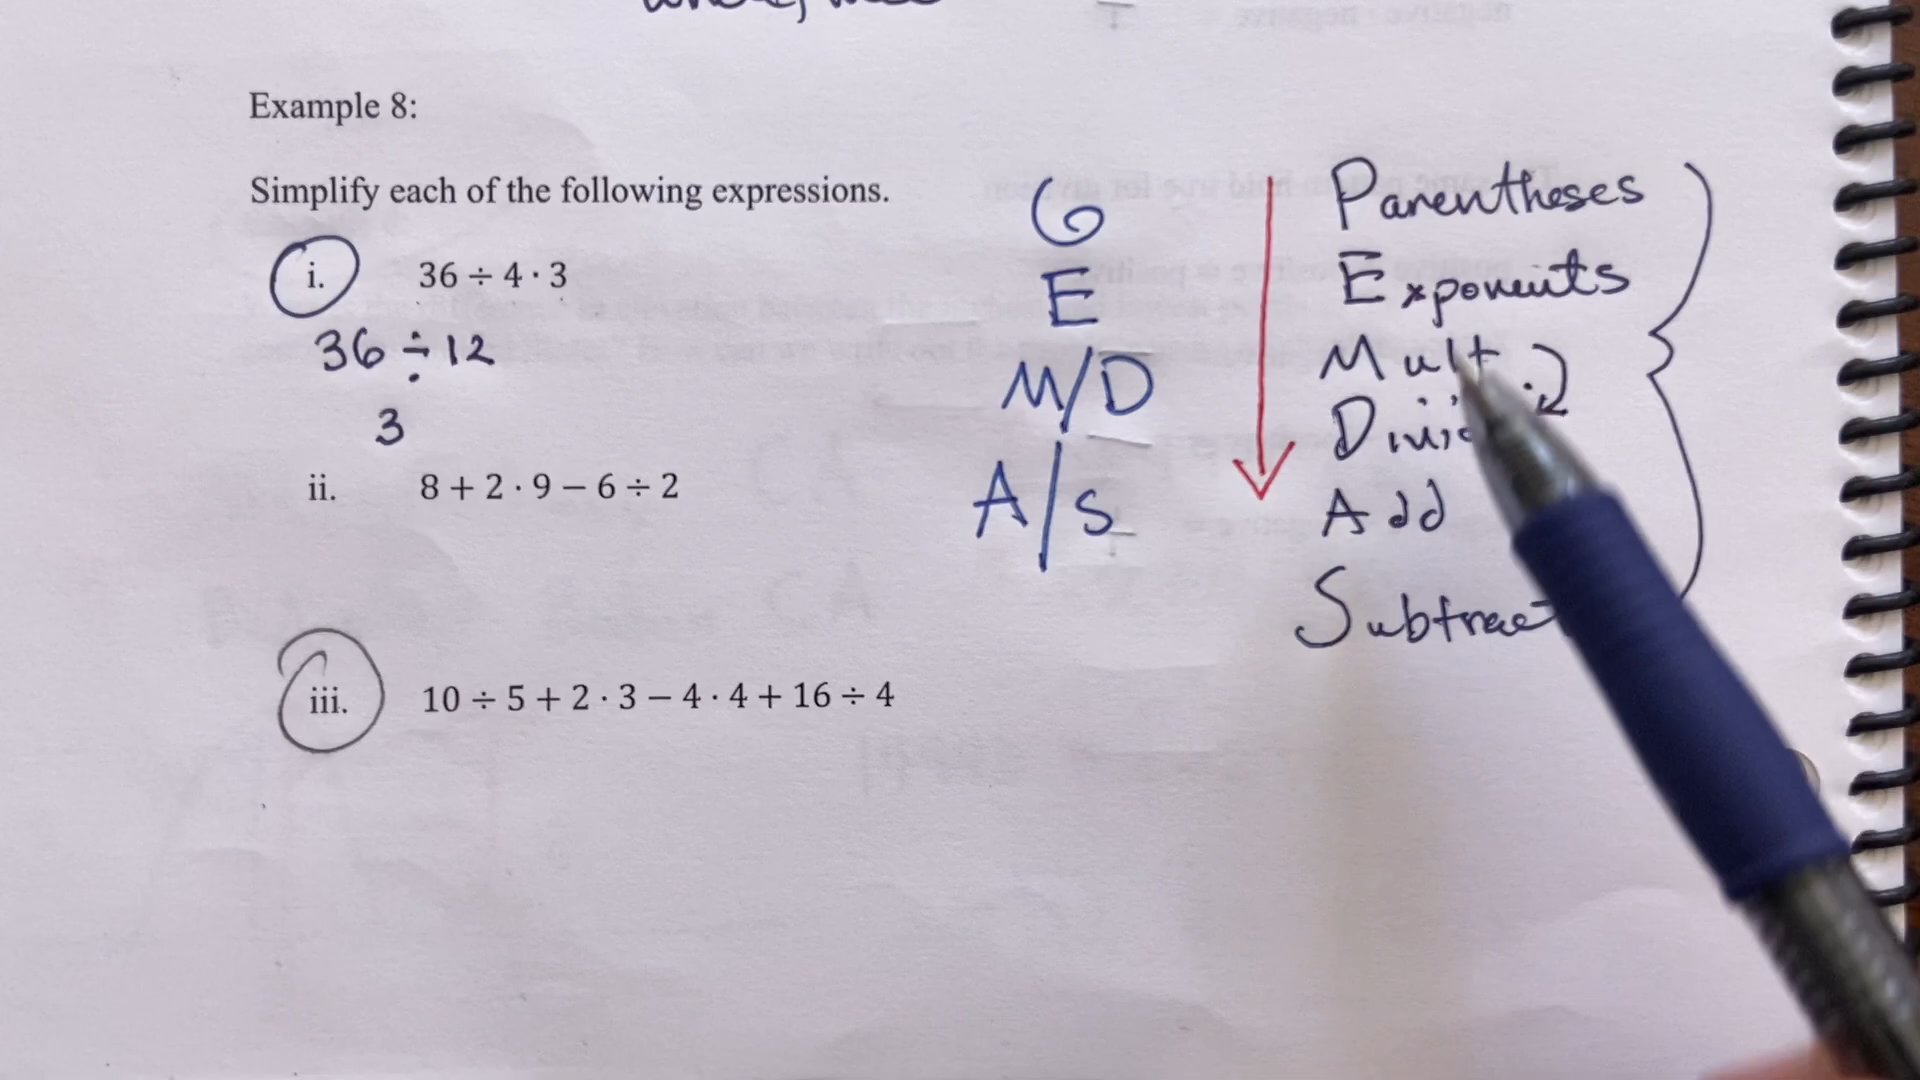 Example 8:
Simplify each of the following expressions.
i. 36 ÷ 4 · 3
36 ÷ 12
3
ii. 8 + 2 · 9 − 6 ÷ 2
iii. 10 ÷ 5 + 2 · 3 − 4 · 4 + 16 ÷ 4
G
E
M/D
A/S
Parentheses
Exponents
Mult
Add
Subtract